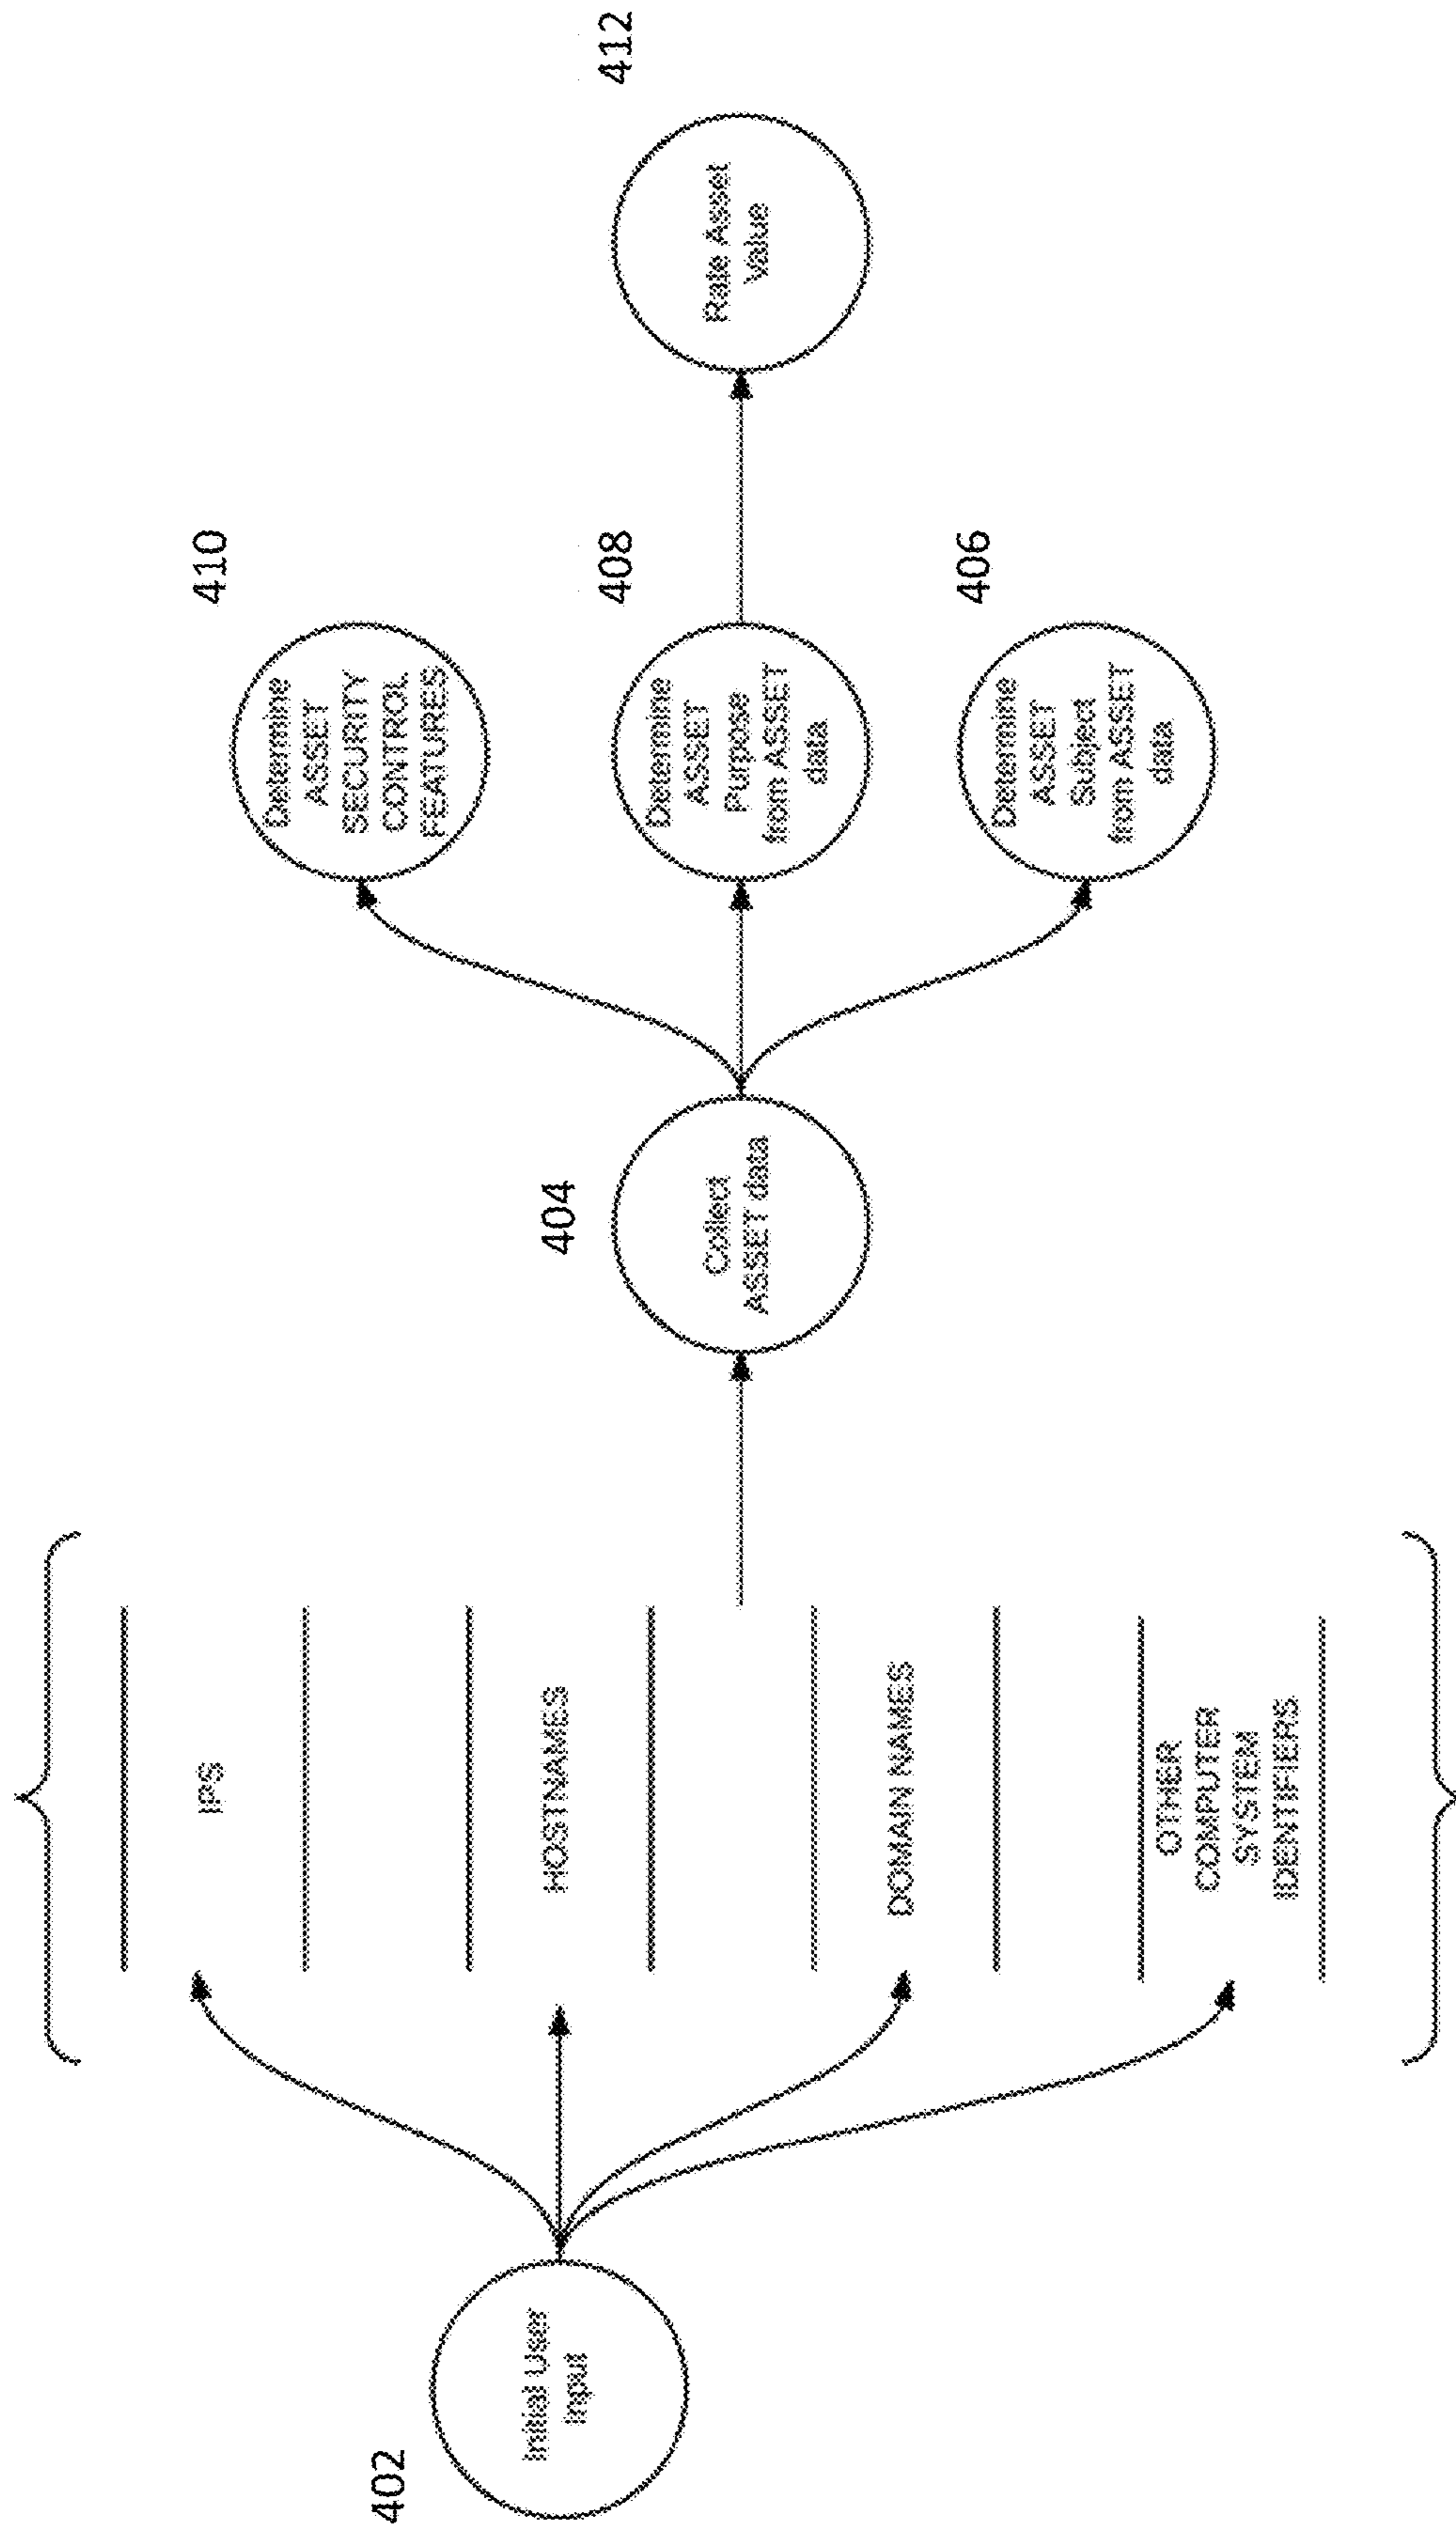 402
Initial User
Input
IPS
HOSTNAMES
DOMAIN NAMES
OTHER
COMPUTER
SYSTEM
IDENTIFIERS
404
Collect
ASSET data
410
Determine
ASSET
SECURITY
CONTROL
FEATURES
408
Determine
ASSET
Purpose
from ASSET
data
406
Determine
ASSET
Subject
from ASSET
data
412
Rate Asset
Value